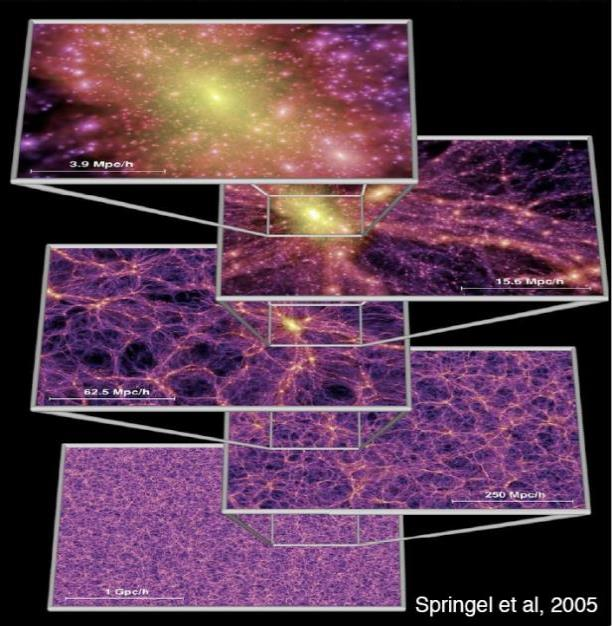 3.9 Mpc/h
15.6 Mpc/h
62.5 Mpc/h
250 Mpc/h
1 Gpc/h
Springel et al, 2005